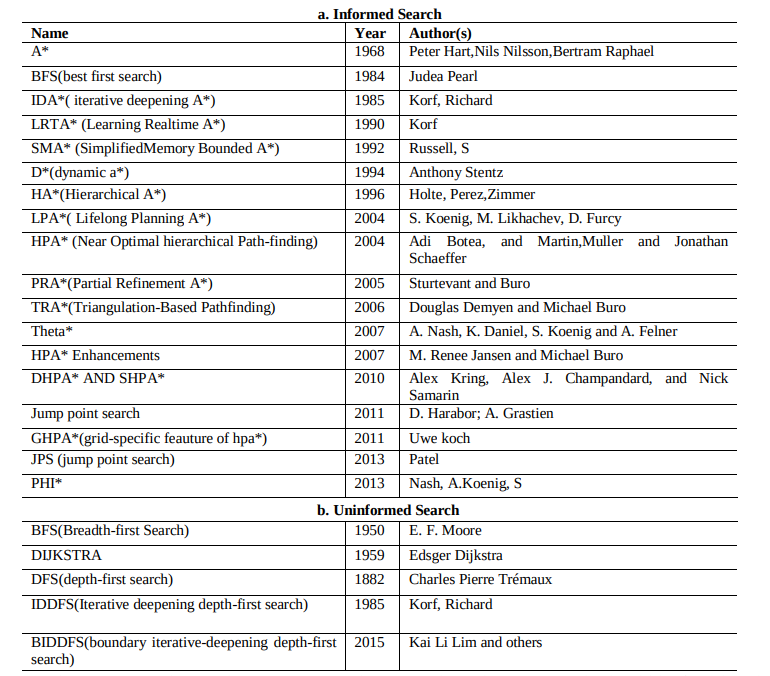 a. Informed Search
Name Year Author(s)
A* 1968 Peter Hart,Nils Nilsson,Bertram Raphael
BFS(best first search) 1984 Judea Pearl
IDA*( iterative deepening A*) 1985 Korf, Richard
LRTA* (Learning Realtime A*) 1990 Korf
SMA* (SimplifiedMemory Bounded A*) 1992 Russell, S
D*(dynamic a*) 1994 Anthony Stentz
HA*(Hierarchical A*) 1996 Holte, Perez,Zimmer
LPA*( Lifelong Planning A*) 2004 S. Koenig, M. Likhachev, D. Furcy
HPA* (Near Optimal hierarchical Path-finding) 2004 Adi Botea, and Martin,Muller and Jonathan
Schaeffer
PRA*(Partial Refinement A*) 2005 Sturtevant and Buro
TRA*(Triangulation-Based Pathfinding) 2006 Douglas Demyen and Michael Buro
Theta* 2007 A. Nash, K. Daniel, S. Koenig and A. Felner
HPA* Enhancements 2007 M. Renee Jansen and Michael Buro
DHPA* AND SHPA* 2010 Alex Kring, Alex J. Champandard, and Nick
Samarin
Jump point search 2011 D. Harabor; A. Grastien
GHPA*(grid-specific feauture of hpa*) 2011 Uwe koch
JPS (jump point search) 2013 Patel
PHI* 2013 Nash, A.Koenig, S
b. Uninformed Search
BFS(Breadth-first Search) 1950 E. F. Moore
DIJKSTRA 1959 Edsger Dijkstra
DFS(depth-first search) 1882 Charles Pierre Trémaux
IDDFS(Iterative deepening depth-first search) 1985 Korf, Richard
BIDDFS(boundary iterative-deepening depth-first 2015 Kai Li Lim and others
search)